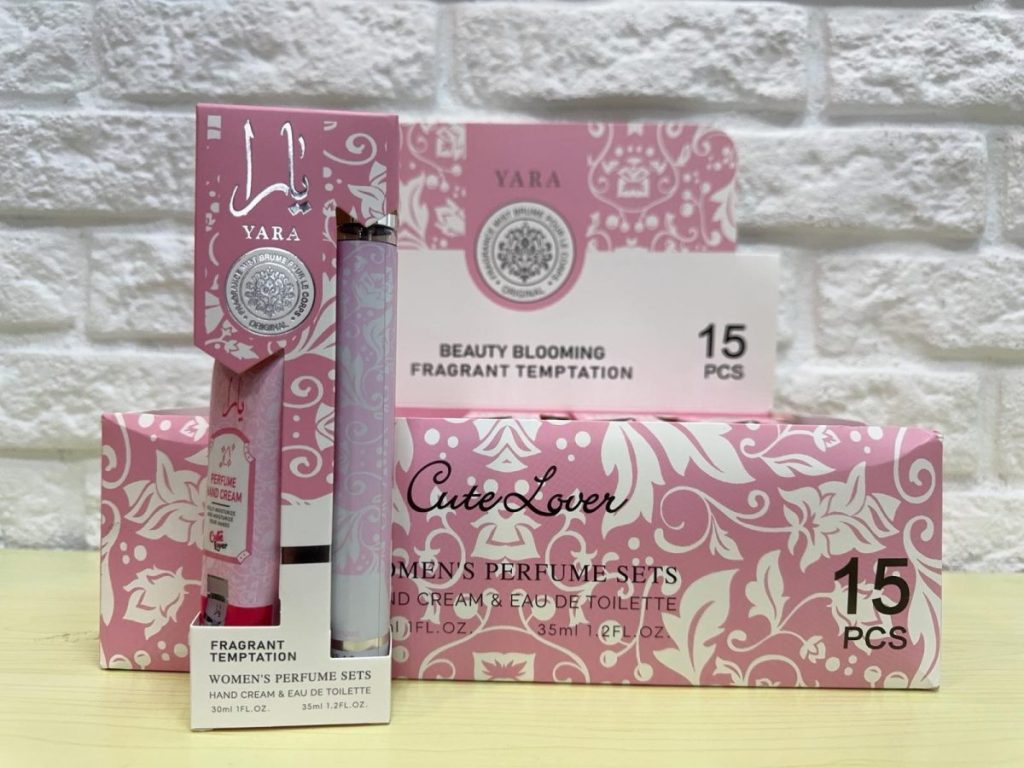 يارا
YARA
FRAGRANCE MIST BRUME POUR LE CORPS
ORIGINAL
يارا
PERFUME
HAND CREAM
Cute
Lover
FRAGRANT
TEMPTATION
WOMEN'S PERFUME SETS
HAND CREAM & EAU DE TOILETTE
30ml 1FL.OZ. 35ml 1.2FL.OZ.
YARA
FRAGRANCE MIST BRUME POUR LE CORPS
ORIGINAL
BEAUTY BLOOMING
FRAGRANT TEMPTATION
15
PCS
Cute Lover
OMEN'S PERFUME SETS
ND CREAM & EAU DE TOILETTE
ml 1FL.OZ. 35ml 1.2FL.OZ.
15
PCS